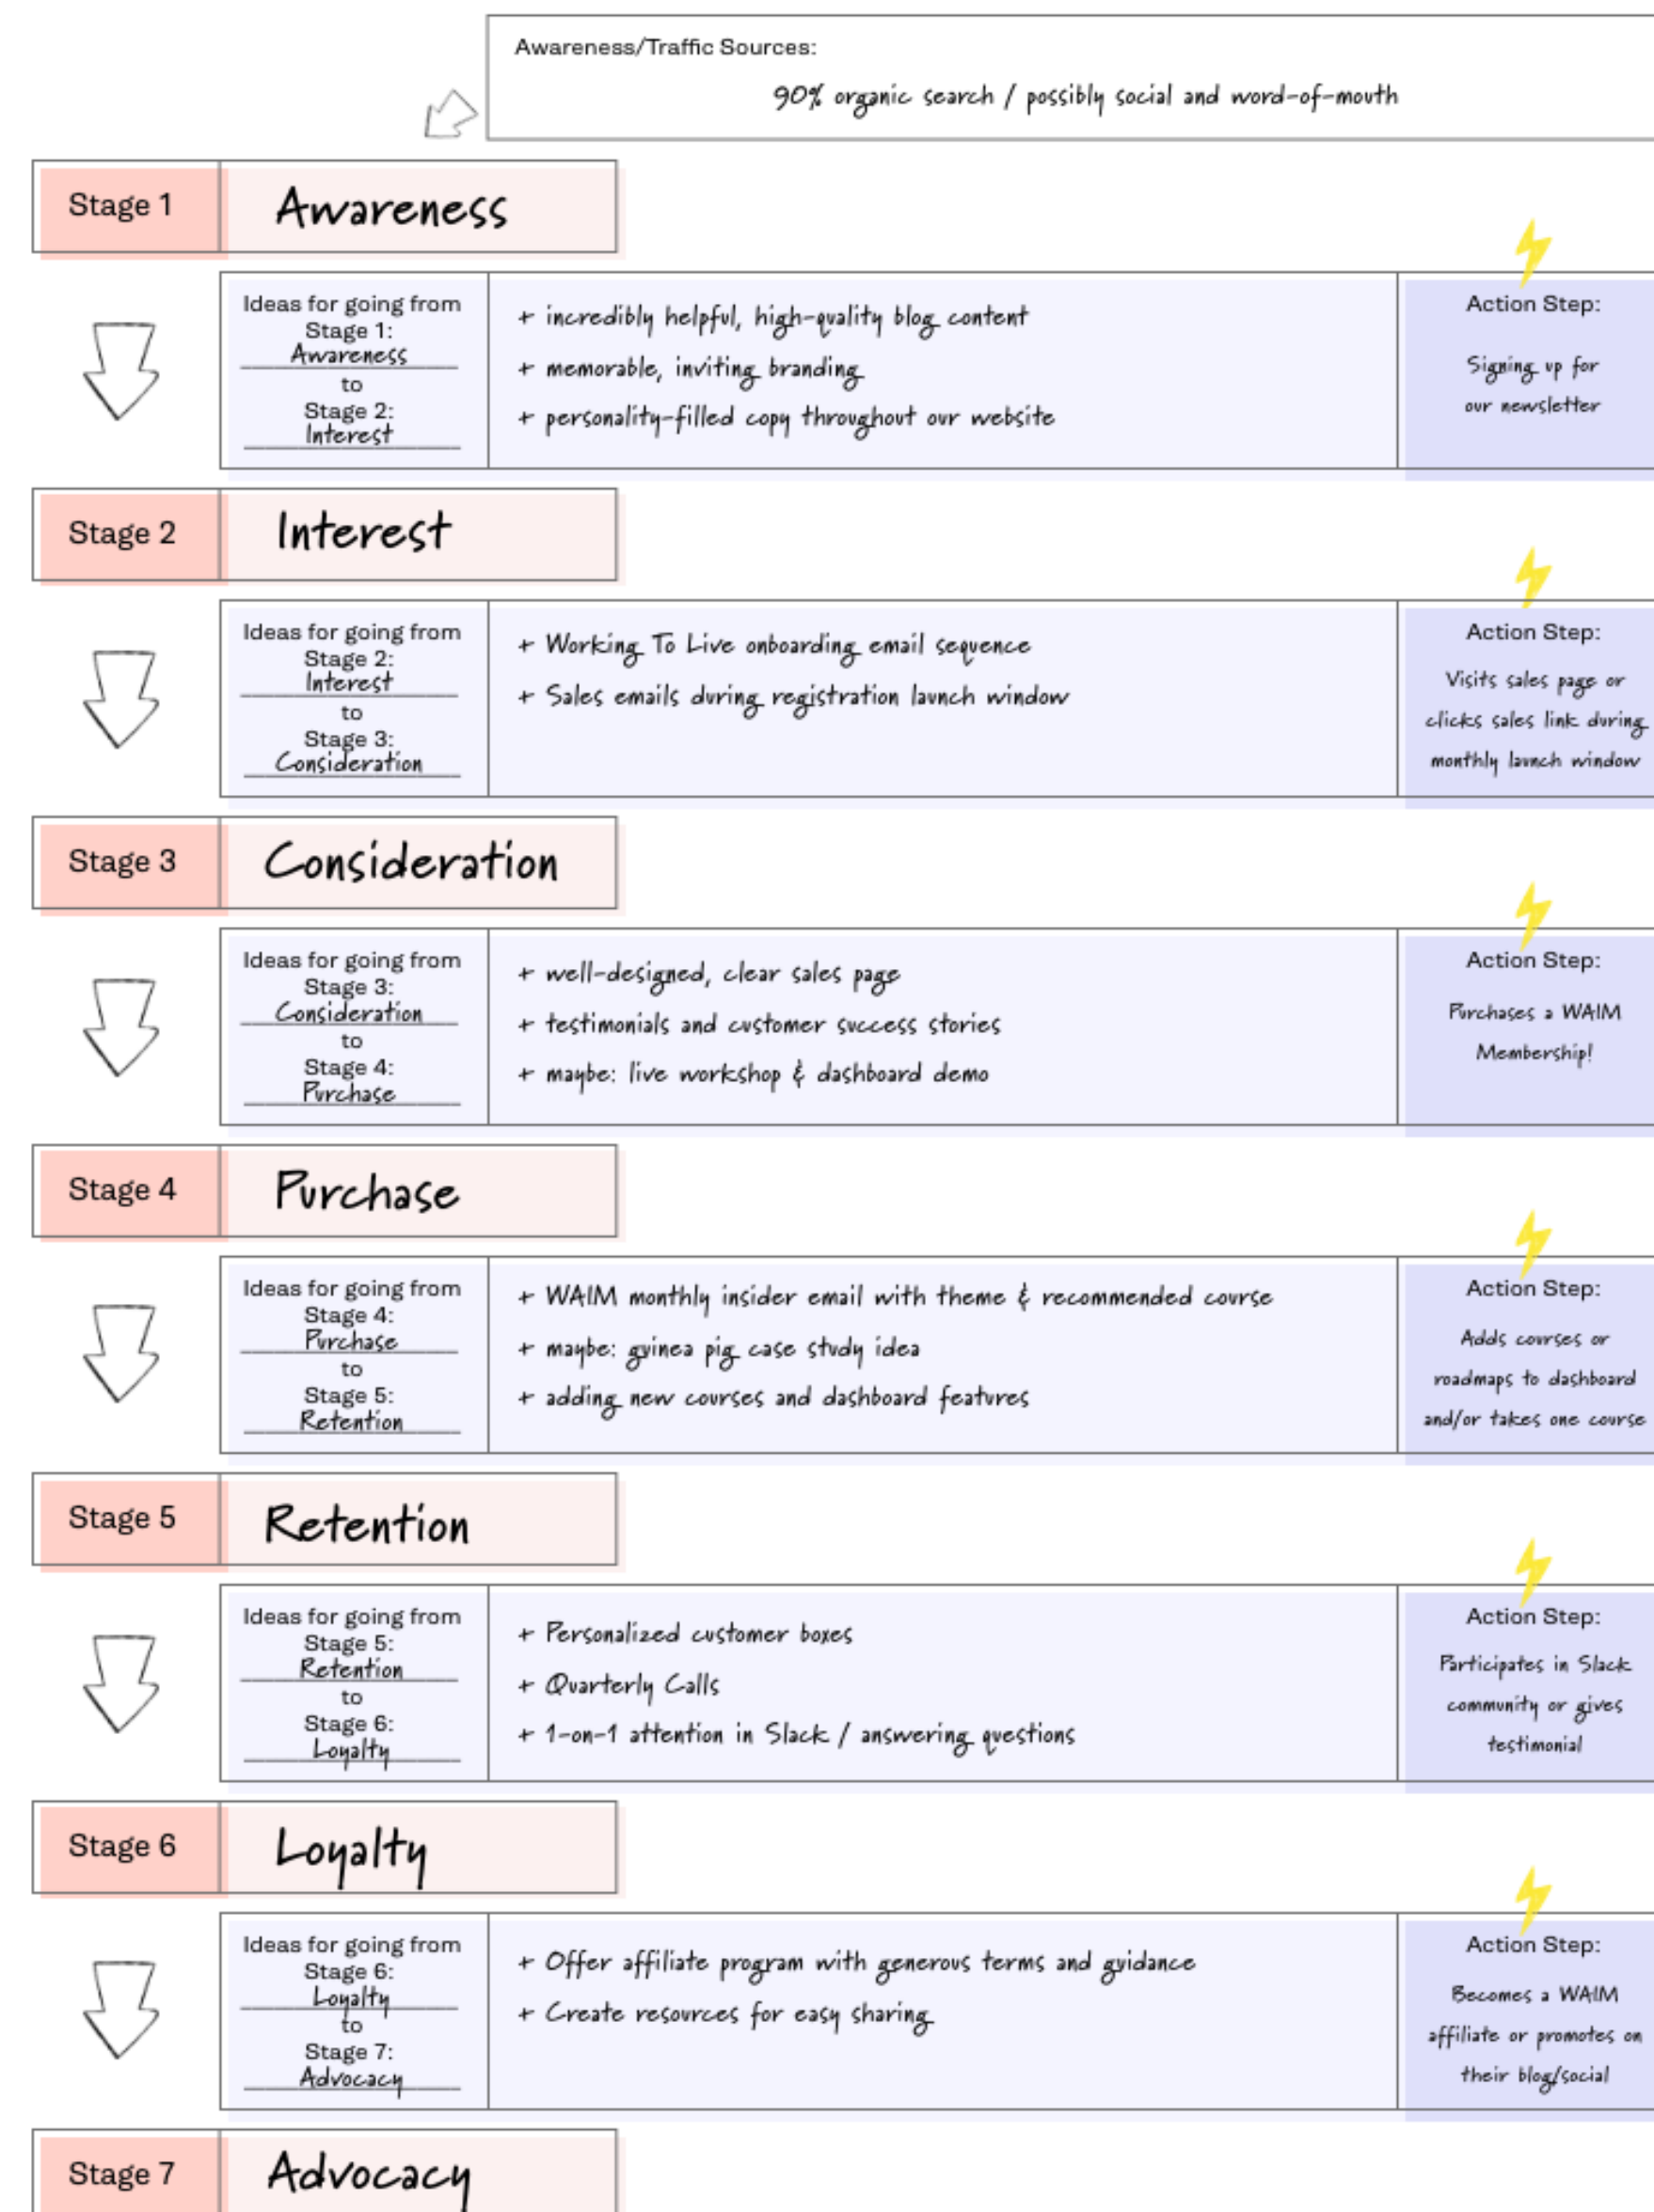 Awareness/Traffic Sources:
90% organic search / possibly social and word-of-mouth
Stage 1
Awareness
Ideas for going from
Stage 1:
Awareness
to
Stage 2:
Interest
+ incredibly helpful, high-quality blog content
+ memorable, inviting branding
+ personality-filled copy throughout our website
Action Step:
Signing up for
our newsletter
Stage 2
Interest
Ideas for going from
Stage 2:
Interest
to
Stage 3:
Consideration
+ Working To Live onboarding email sequence
+ Sales emails during registration launch window
Action Step:
Visits sales page or
clicks sales link during
monthly launch window
Stage 3
Consideration
Ideas for going from
Stage 3:
Consideration
to
Stage 4:
Purchase
+ well-designed, clear sales page
+ testimonials and customer success stories
+ maybe: live workshop & dashboard demo
Action Step:
Purchases a WAIM
Membership!
Stage 4
Purchase
Ideas for going from
Stage 4:
Purchase
to
Stage 5:
Retention
+ WAIM monthly insider email with theme & recommended course
+ maybe: guinea pig case study idea
+ adding new courses and dashboard features
Action Step:
Adds courses or
roadmaps to dashboard
and/or takes one course
Stage 5
Retention
Ideas for going from
Stage 5:
Retention
to
Stage 6:
Loyalty
+ Personalized customer boxes
+ Quarterly Calls
+ 1-on-1 attention in Slack / answering questions
Action Step:
Participates in Slack
community or gives
testimonial
Stage 6
Loyalty
Ideas for going from
Stage 6:
Loyalty
to
Stage 7:
Advocacy
+ Offer affiliate program with generous terms and guidance
+ Create resources for easy sharing
Action Step:
Becomes a WAIM
affiliate or promotes on
their blog/social
Stage 7
Advocacy